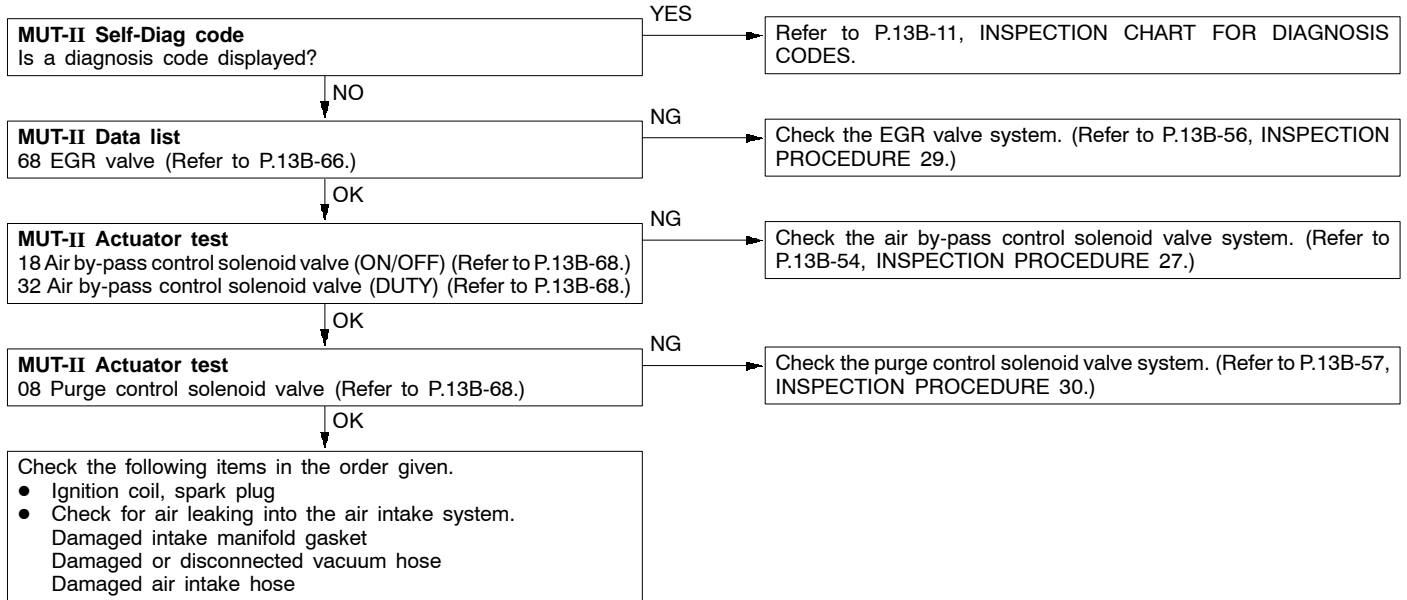 MUT-II Self-Diag code
Is a diagnosis code displayed?
YES
Refer to P.13B-11, INSPECTION CHART FOR DIAGNOSIS
CODES.
NO
MUT-II Data list
68 EGR valve (Refer to P.13B-66.)
NG
Check the EGR valve system. (Refer to P.13B-56, INSPECTION
PROCEDURE 29.)
OK
MUT-II Actuator test
18 Air by-pass control solenoid valve (ON/OFF) (Refer to P.13B-68.)
32 Air by-pass control solenoid valve (DUTY) (Refer to P.13B-68.)
NG
Check the air by-pass control solenoid valve system. (Refer to
P.13B-54, INSPECTION PROCEDURE 27.)
OK
MUT-II Actuator test
08 Purge control solenoid valve (Refer to P.13B-68.)
NG
Check the purge control solenoid valve system. (Refer to P.13B-57,
INSPECTION PROCEDURE 30.)
OK
Check the following items in the order given.
● Ignition coil, spark plug
● Check for air leaking into the air intake system.
Damaged intake manifold gasket
Damaged or disconnected vacuum hose
Damaged air intake hose